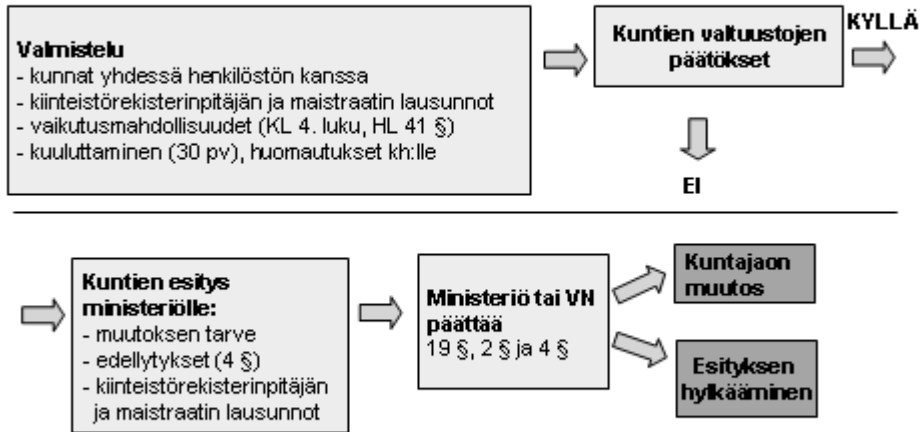 Valmistelu
- kunnat yhdessä henkilöstön kanssa
- kiinteistörekisterinpitäjän ja maistraatin lausunnot
- vaikutusmahdollisuudet (KL 4. luku, HL 41 §)
- kuuluttaminen (30 pv), huomautukset kh:lle
Kuntien valtuustojen
päätökset
KYLLÄ
EI
Kuntien esitys
ministeriölle:
- muutoksen tarve
- edellytykset (4 §)
- kiinteistörekisterinpitäjän
ja maistraatin lausunnot
Ministeriö tai VN
päättää
19 §, 2 § ja 4 §
Kuntajaon
muutos
Esityksen
hylkääminen